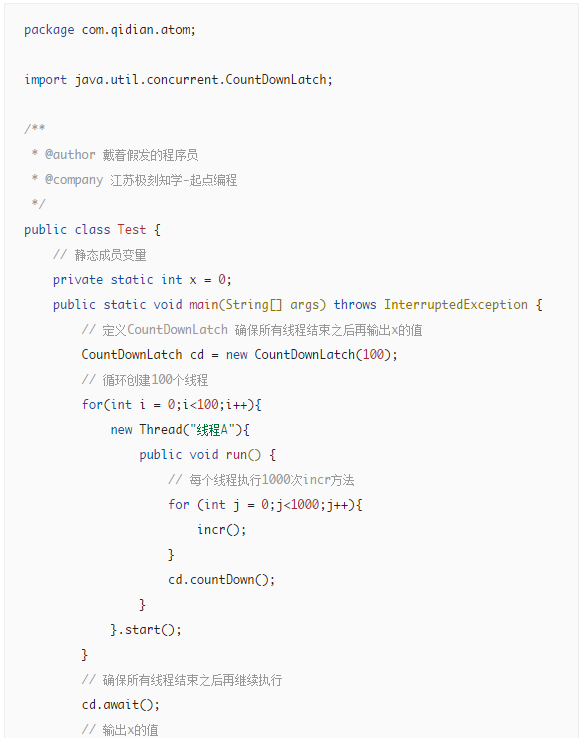 package com.qidian.atom;
import java.util.concurrent.CountDownLatch;
/**
 * @author 戴着假发的程序员
 * @company 江苏极刻知学-起点编程
 */
public class Test {
    // 静态成员变量
    private static int x = 0;
    public static void main(String[] args) throws InterruptedException {
        // 定义CountDownLatch 确保所有线程结束之后再输出x的值
        CountDownLatch cd = new CountDownLatch(100);
        // 循环创建100个线程
        for(int i = 0;i<100;i++){
            new Thread("线程A"){
                public void run() {
                    // 每个线程执行1000次incr方法
                    for (int j = 0;j<1000;j++){
                        incr();
                    }
                    cd.countDown();
                }
            }.start();
        }
        // 确保所有线程结束之后再继续执行
        cd.await();
        // 输出x的值